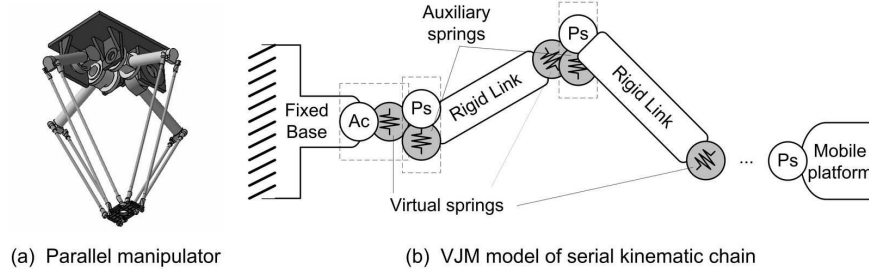 Auxiliary
springs
Ps
Fixed
Base
Ac
Ps
Rigid Link
Rigid Link
...
Ps
Mobile
platform
Virtual springs
(a) Parallel manipulator
(b) VJM model of serial kinematic chain